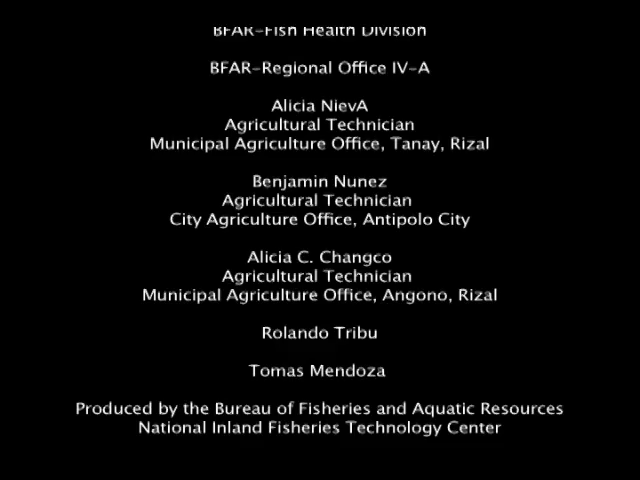 BFAR-Fish Health Division
BFAR-Regional Office IV-A
Alicia NievA
Agricultural Technician
Municipal Agriculture Office, Tanay, Rizal
Benjamin Nunez
Agricultural Technician
City Agriculture Office, Antipolo City
Alicia C. Changco
Agricultural Technician
Municipal Agriculture Office, Angono, Rizal
Rolando Tribu
Tomas Mendoza
Produced by the Bureau of Fisheries and Aquatic Resources
National Inland Fisheries Technology Center